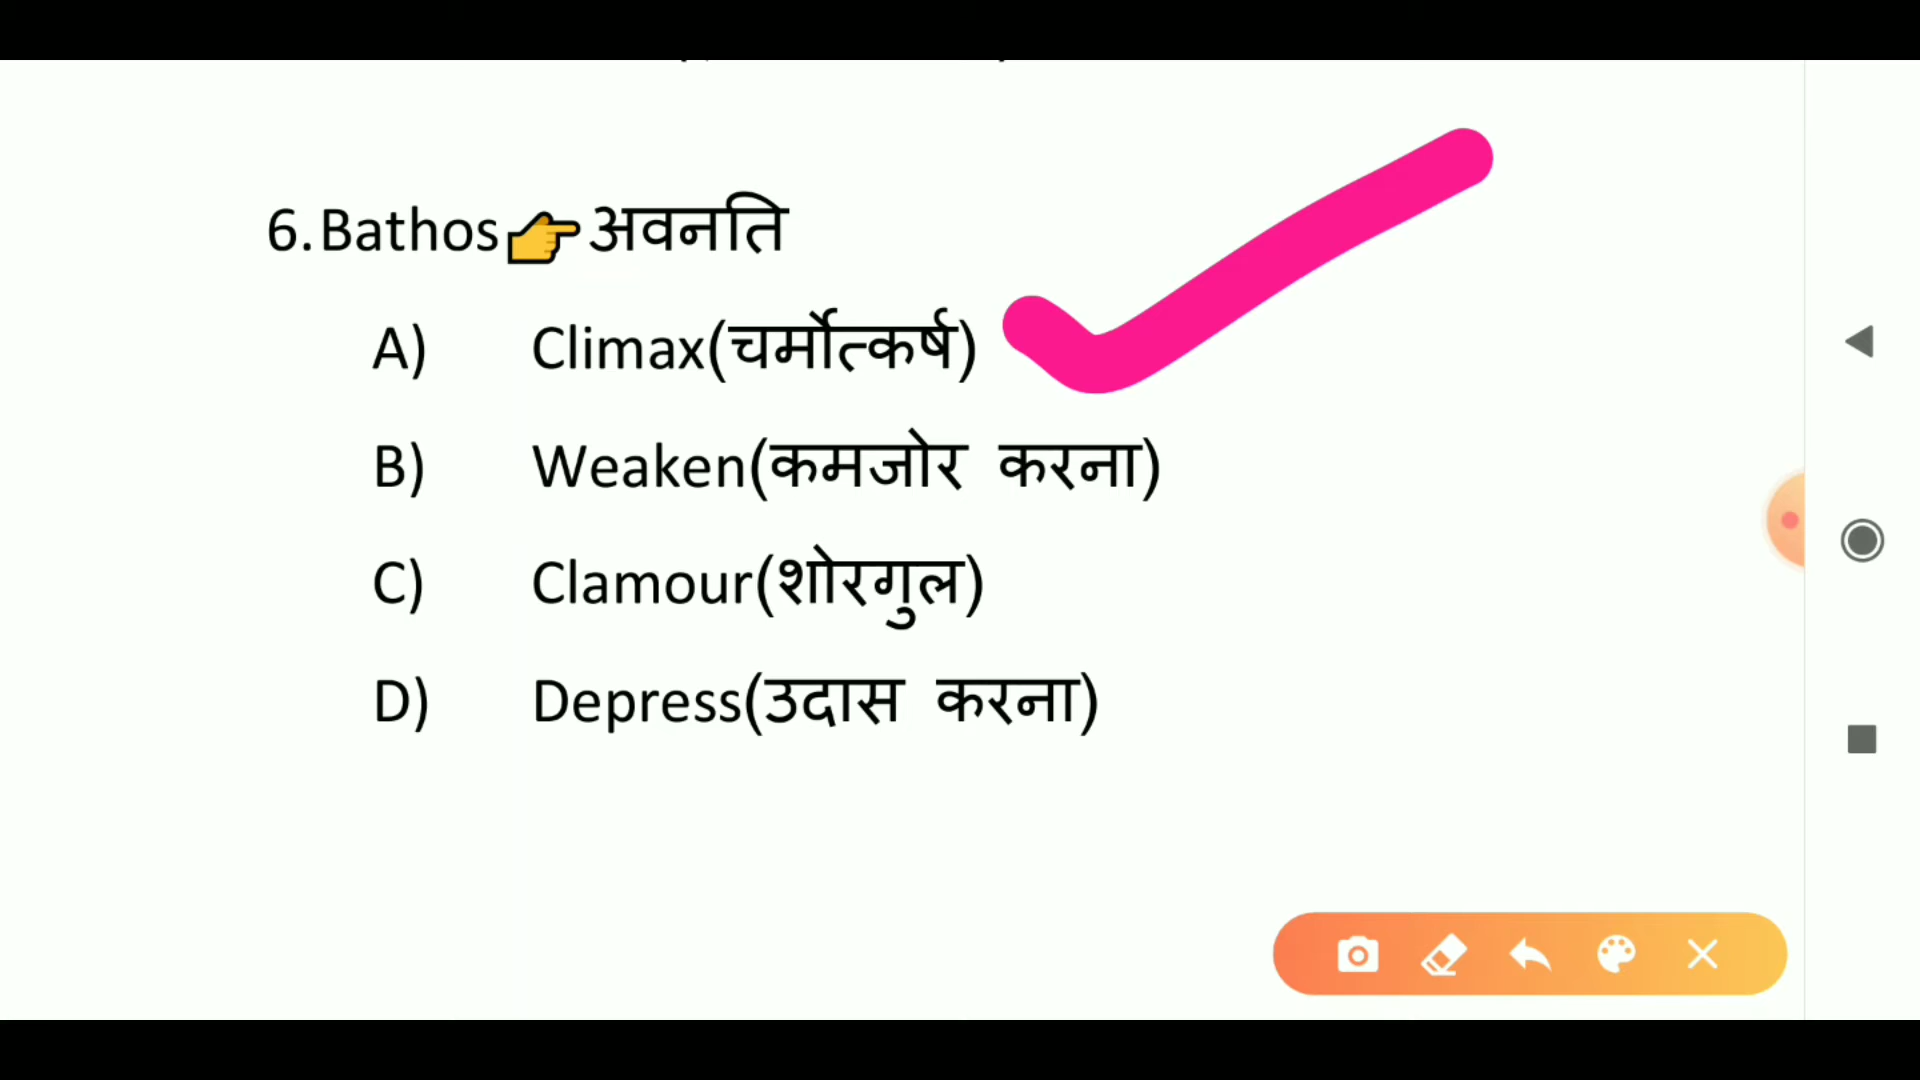 6. Bathos👉अवनति
A) Climax(चर्मोत्कर्ष)
B) Weaken(कमजोर करना)
C) Clamour(शोरगुल)
D) Depress(उदास करना)